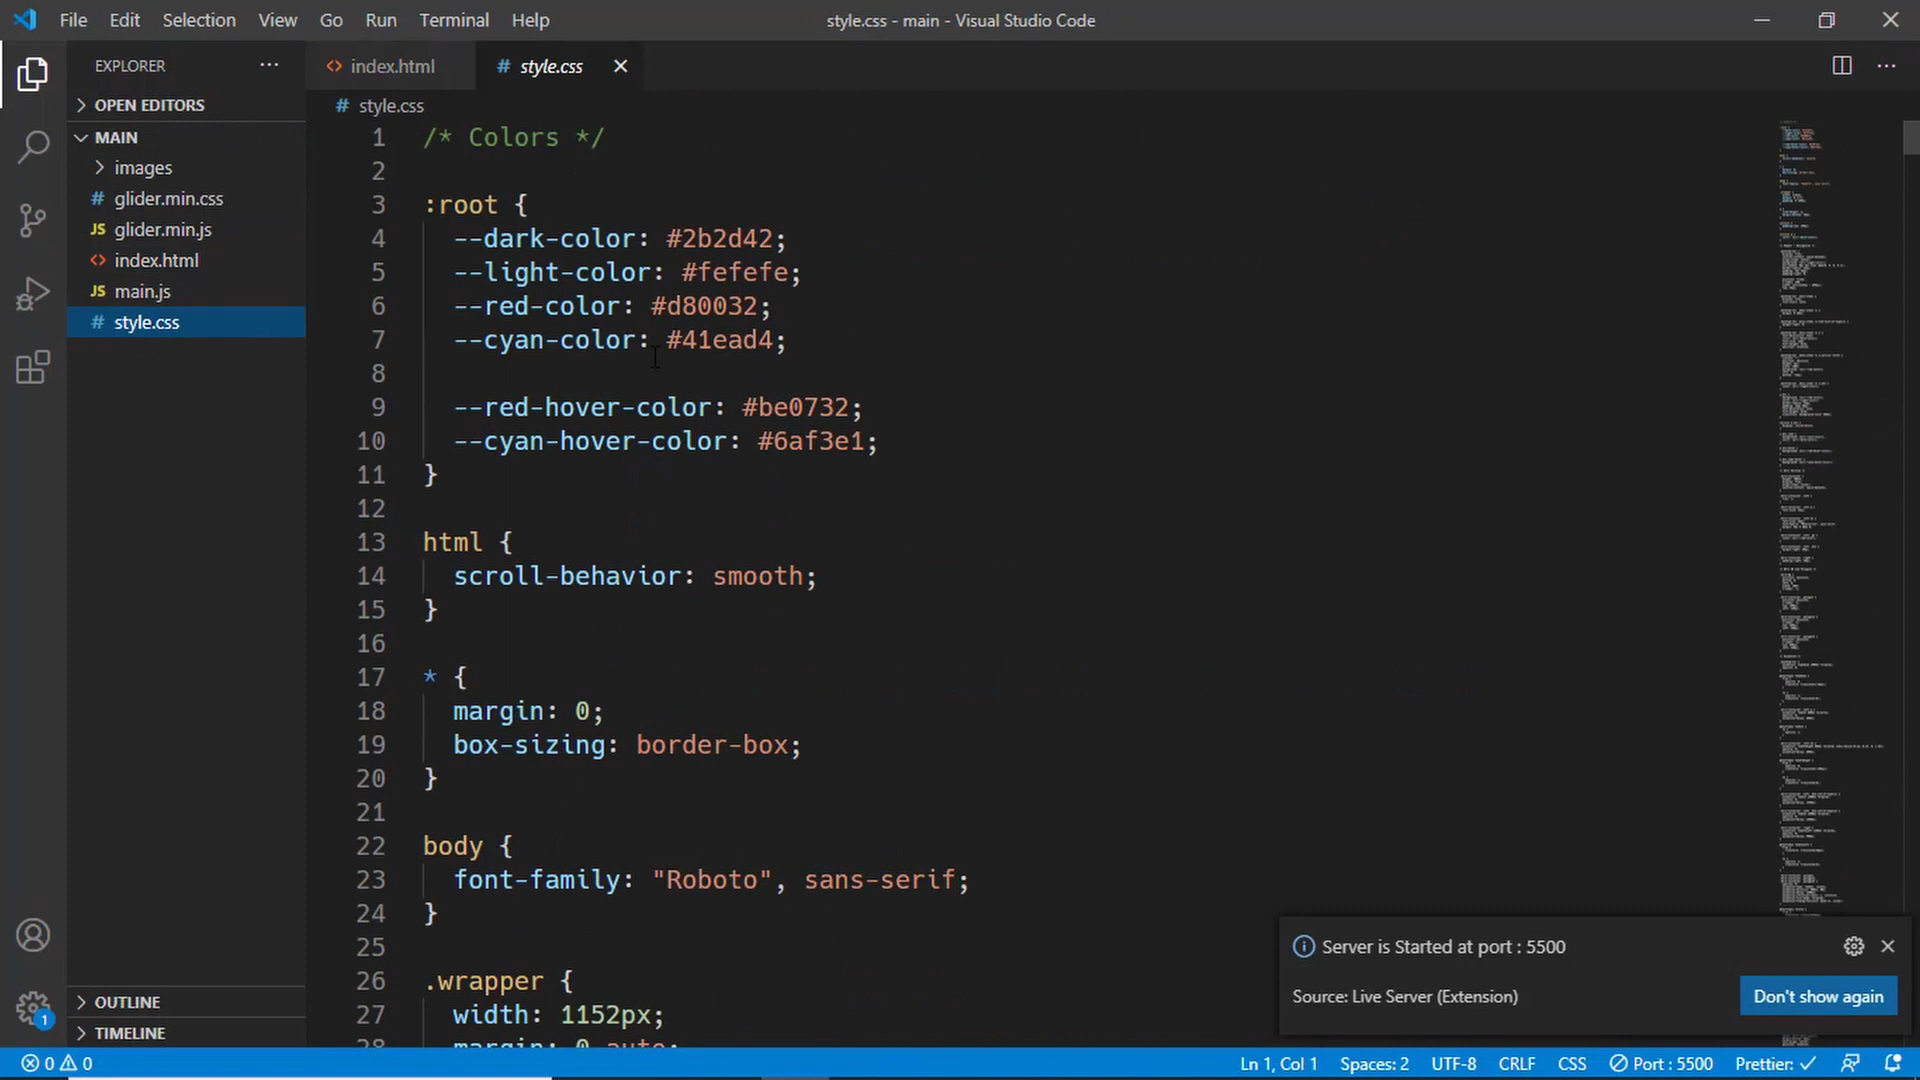 File Edit Selection View Go Run Terminal Help
style.css - main - Visual Studio Code
EXPLORER ···
OPEN EDITORS
MAIN
images
# glider.min.css
JS glider.min.js
<> index.html
JS main.js
# style.css
OUTLINE
TIMELINE
<> index.html
# style.css
# style.css
1 /* Colors */
2
3 :root {
4 --dark-color: #2b2d42;
5 --light-color: #fefefe;
6 --red-color: #d80032;
7 --cyan-color: #41ead4;
8
9 --red-hover-color: #be0732;
10 --cyan-hover-color: #6af3e1;
11 }
12
13 html {
14 scroll-behavior: smooth;
15 }
16
17 * {
18 margin: 0;
19 box-sizing: border-box;
20 }
21
22 body {
23 font-family: "Roboto", sans-serif;
24 }
25
26 .wrapper {
27 width: 1152px;
28 margin: 0 auto;
Server is Started at port : 5500
Source: Live Server (Extension)
Don't show again
1
0 0
Ln 1, Col 1 Spaces: 2 UTF-8 CRLF CSS Port : 5500 Prettier: ✓